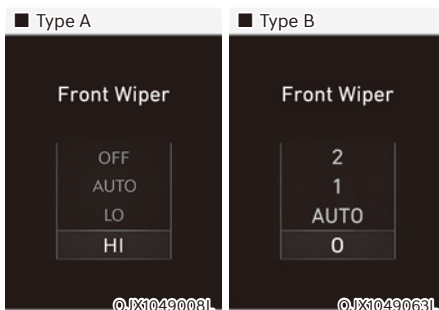 ■ Type A
Front Wiper
OFF
AUTO
LO
HI
OJX1049008L
■ Type B
Front Wiper
2
1
AUTO
0
OJX1049063L